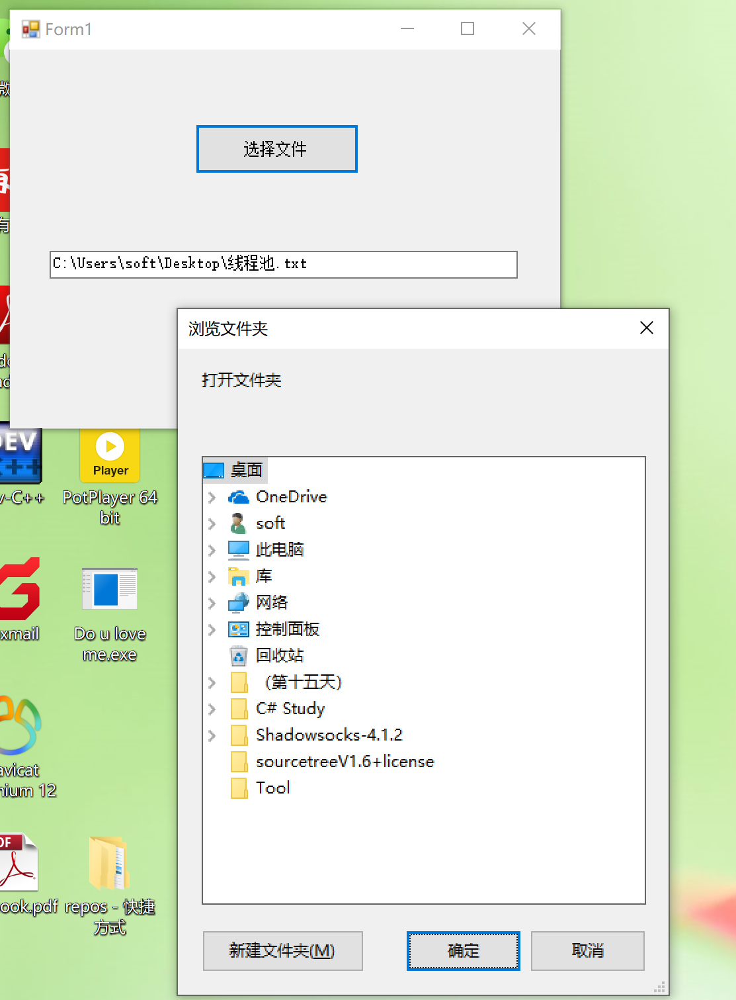 Form1
选择文件
C:\Users\soft\Desktop\线程池.txt
浏览文件夹
打开文件夹
桌面
OneDrive
soft
此电脑
库
网络
控制面板
回收站
（第十五天）
C# Study
Shadowsocks-4.1.2
sourcetreeV1.6+license
Tool
新建文件夹(M)
确定
取消
DEV
C++
v-C++
Player
PotPlayer 64
bit
xmail
Do u love
me.exe
avicat
nium 12
DF
ook.pdf
repos - 快捷
方式